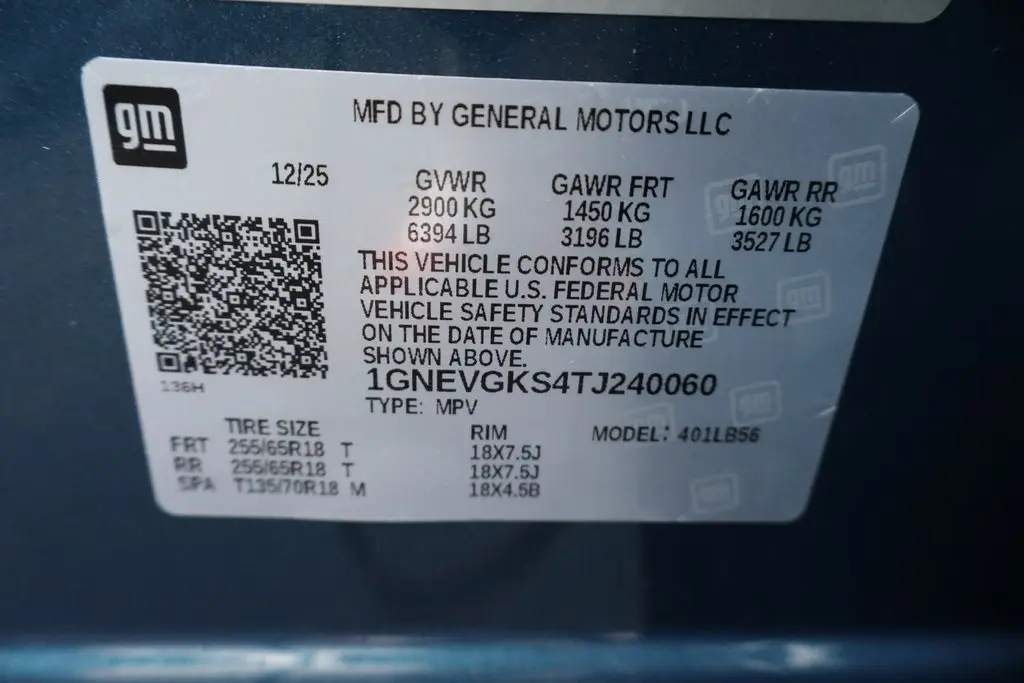 gm
MFD BY GENERAL MOTORS LLC
12/25 GVWR GAWR FRT GAWR RR
2900 KG 1450 KG 1600 KG
6394 LB 3196 LB 3527 LB
THIS VEHICLE CONFORMS TO ALL
APPLICABLE U.S. FEDERAL MOTOR
VEHICLE SAFETY STANDARDS IN EFFECT
ON THE DATE OF MANUFACTURE
SHOWN ABOVE.
136H
1GNEVGKS4TJ240060
TYPE: MPV
TIRE SIZE RIM MODEL: 401LB56
FRT 255/65R18 T 18X7.5J
RR 255/65R18 T 18X7.5J
SPA T135/70R18 M 18X4.5B